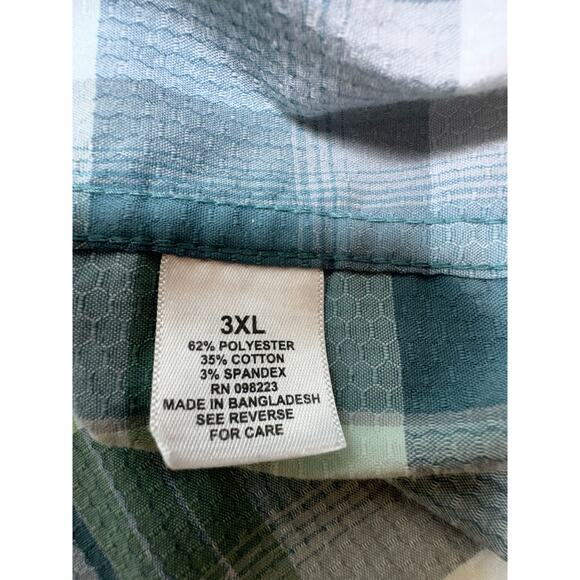 3XL
62% POLYESTER
35% COTTON
3% SPANDEX
RN 098223
MADE IN BANGLADESH
SEE REVERSE
FOR CARE